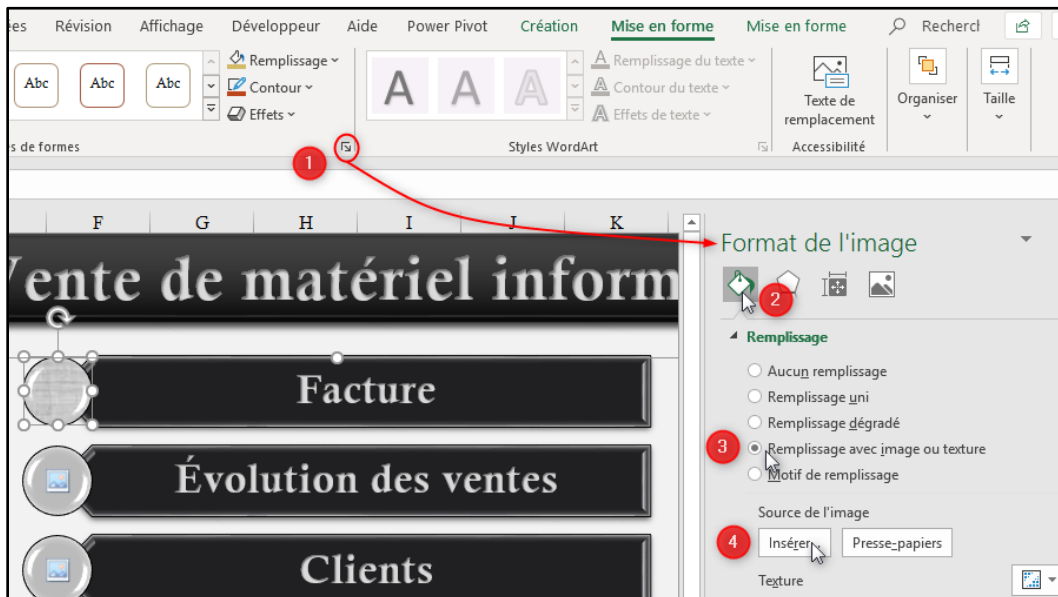 ées Révision Affichage Développeur Aide Power Pivot Création Mise en forme Mise en forme Recherch
Abc Abc Abc
Remplissage
Contour
Effets
A A A
A Remplissage du texte
A Contour du texte
A Effets de texte
Texte de
remplacement
Organiser
Taille
s de formes
Styles WordArt
Accessibilité
1
F G H I J K
Vente de matériel inform
Facture
Évolution des ventes
Clients
Format de l'image
2
Remplissage
Aucun remplissage
Remplissage uni
Remplissage dégradé
3
Remplissage avec image ou texture
Motif de remplissage
Source de l'image
4
Insérer...
Presse-papiers
Texture